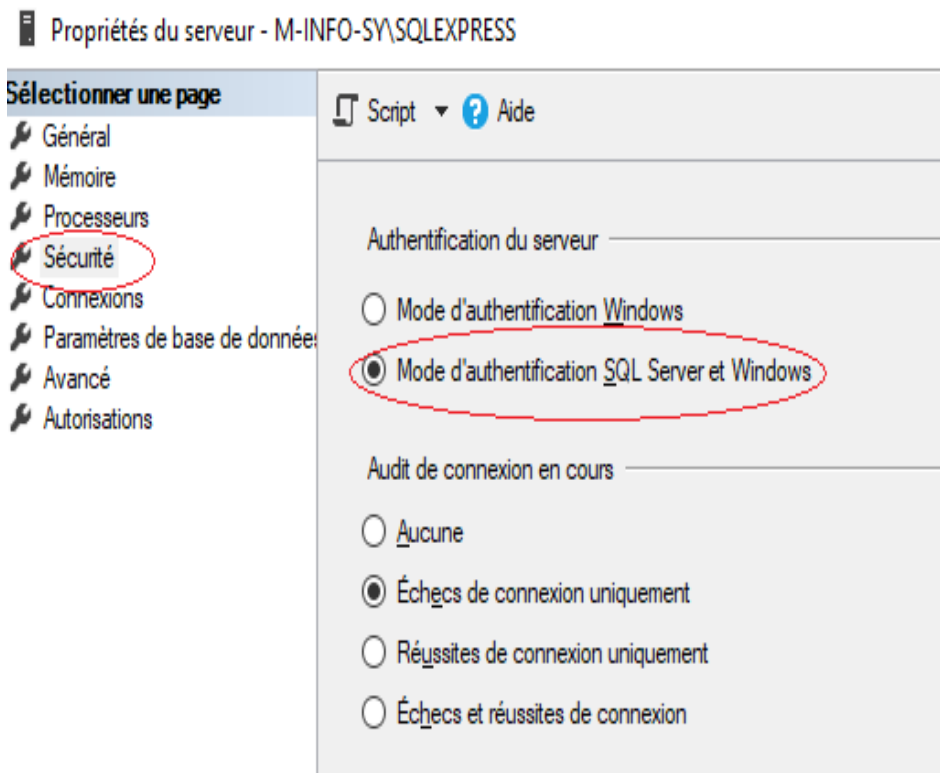 Propriétés du serveur - M-INFO-SY\SQLEXPRESS
Sélectionner une page
Général
Mémoire
Processeurs
Sécurité
Connexions
Paramètres de base de données
Avancé
Autorisations
Script
Aide
Authentification du serveur
Mode d'authentification Windows
Mode d'authentification SQL Server et Windows
Audit de connexion en cours
Aucune
Échecs de connexion uniquement
Réussites de connexion uniquement
Échecs et réussites de connexion